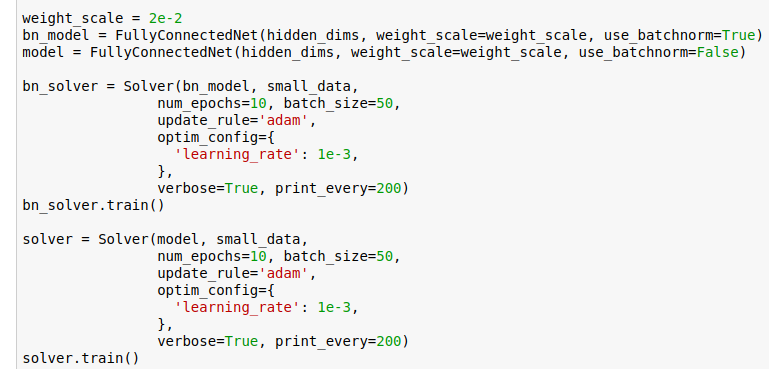 weight_scale = 2e-2
bn_model = FullyConnectedNet(hidden_dims, weight_scale=weight_scale, use_batchnorm=True)
model = FullyConnectedNet(hidden_dims, weight_scale=weight_scale, use_batchnorm=False)

bn_solver = Solver(bn_model, small_data,
                num_epochs=10, batch_size=50,
                update_rule='adam',
                optim_config={
                  'learning_rate': 1e-3,
                },
                verbose=True, print_every=200)
bn_solver.train()

solver = Solver(model, small_data,
                num_epochs=10, batch_size=50,
                update_rule='adam',
                optim_config={
                  'learning_rate': 1e-3,
                },
                verbose=True, print_every=200)
solver.train()